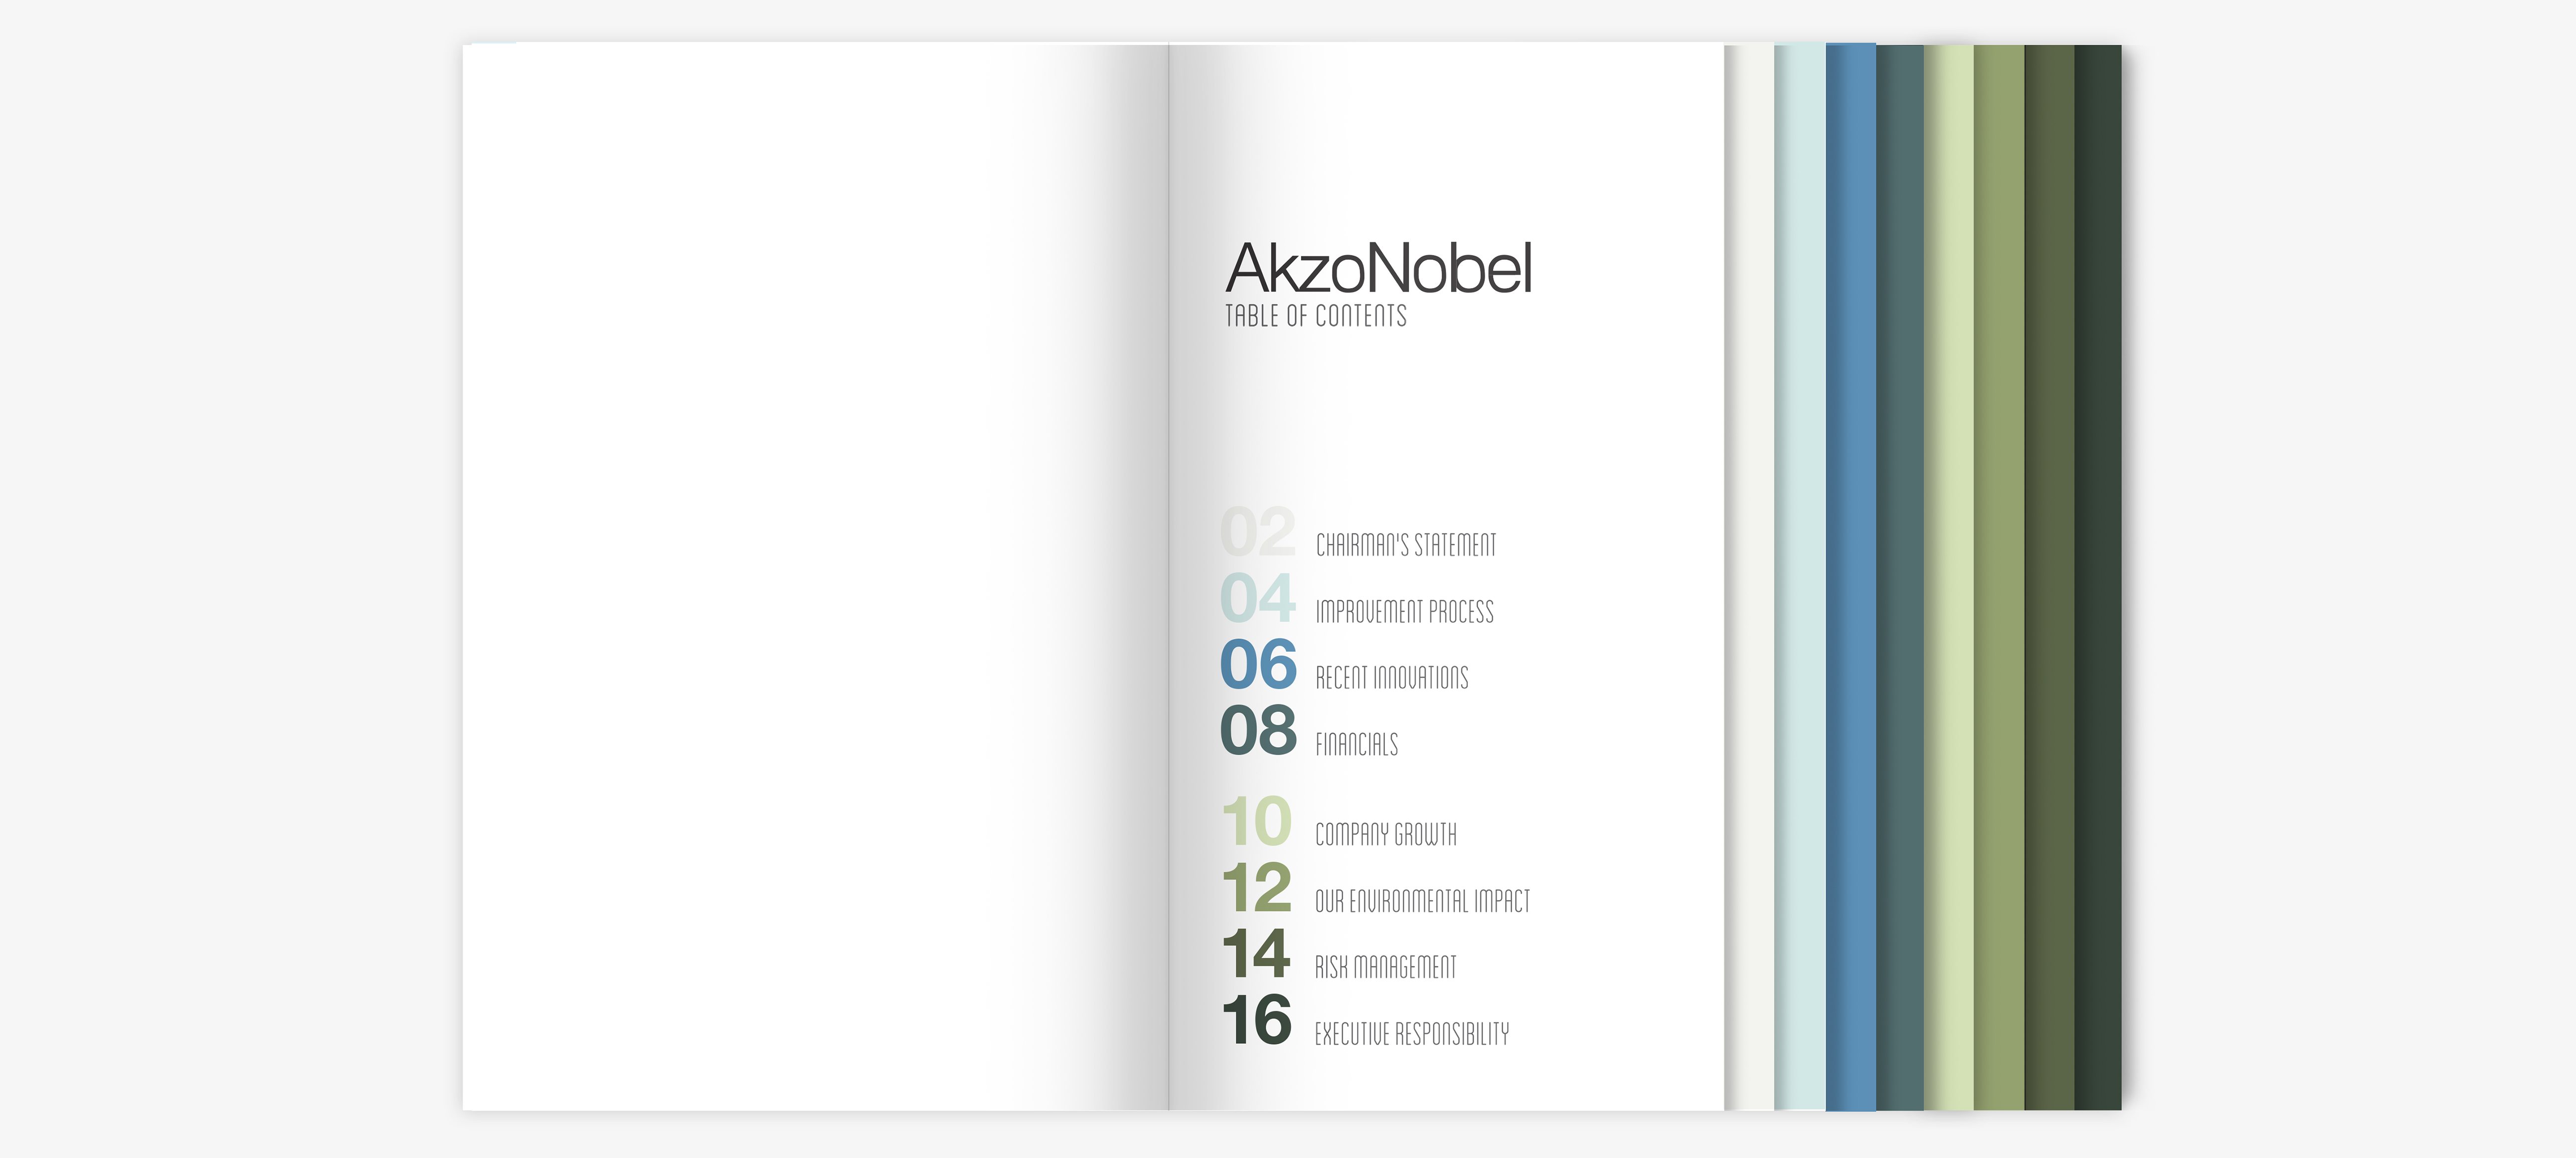 AkzoNobel
TABLE OF CONTENTS
02 CHAIRMAN'S STATEMENT
04 IMPROVEMENT PROCESS
06 RECENT INNOVATIONS
08 FINANCIALS
10 COMPANY GROWTH
12 OUR ENVIRONMENTAL IMPACT
14 RISK MANAGEMENT
16 EXECUTIVE RESPONSIBILITY